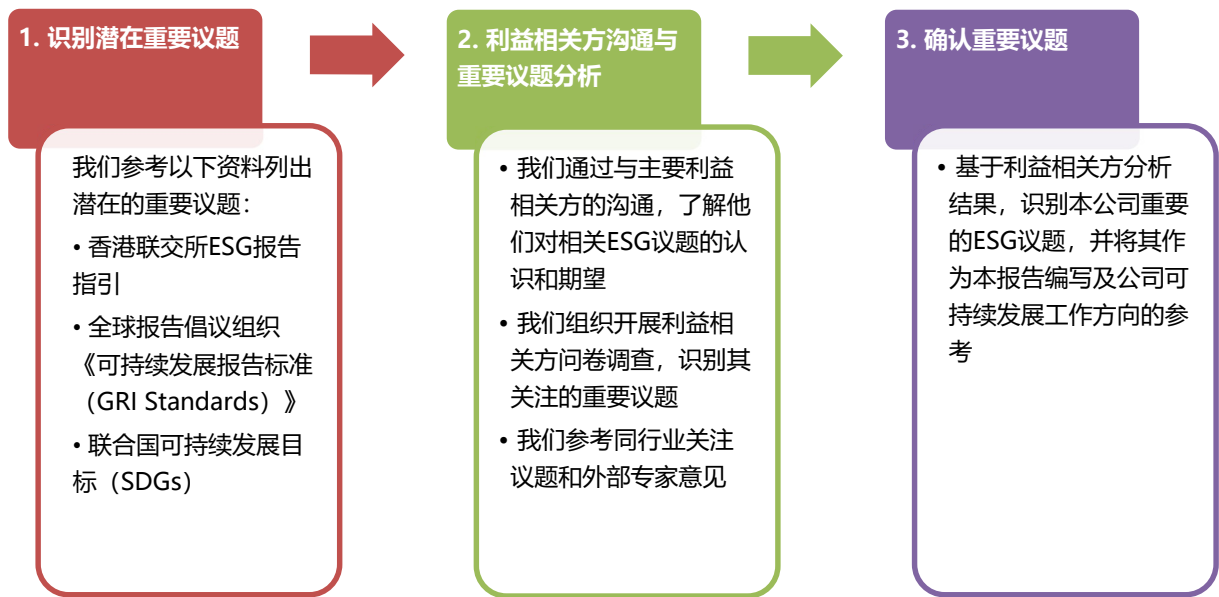 1. 识别潜在重要议题
我们参考以下资料列出
潜在的重要议题：
• 香港联交所ESG报告
指引
• 全球报告倡议组织
《可持续发展报告标准
（GRI Standards）》
• 联合国可持续发展目
标（SDGs）
2. 利益相关方沟通与
重要议题分析
• 我们通过与主要利益
相关方的沟通，了解他
们对相关ESG议题的认
识和期望
• 我们组织开展利益相
关方问卷调查，识别其
关注的重要议题
• 我们参考同行业关注
议题和外部专家意见
3. 确认重要议题
• 基于利益相关方分析
结果，识别本公司重要
的ESG议题，并将其作
为本报告编写及公司可
持续发展工作方向的参
考